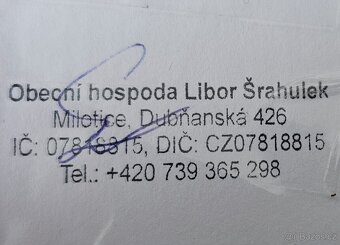 Obecní hospoda Libor Šrahulek
Milotice, Dubňanská 426
IČ: 07818815, DIČ: CZ07818815
Tel.: +420 739 365 298